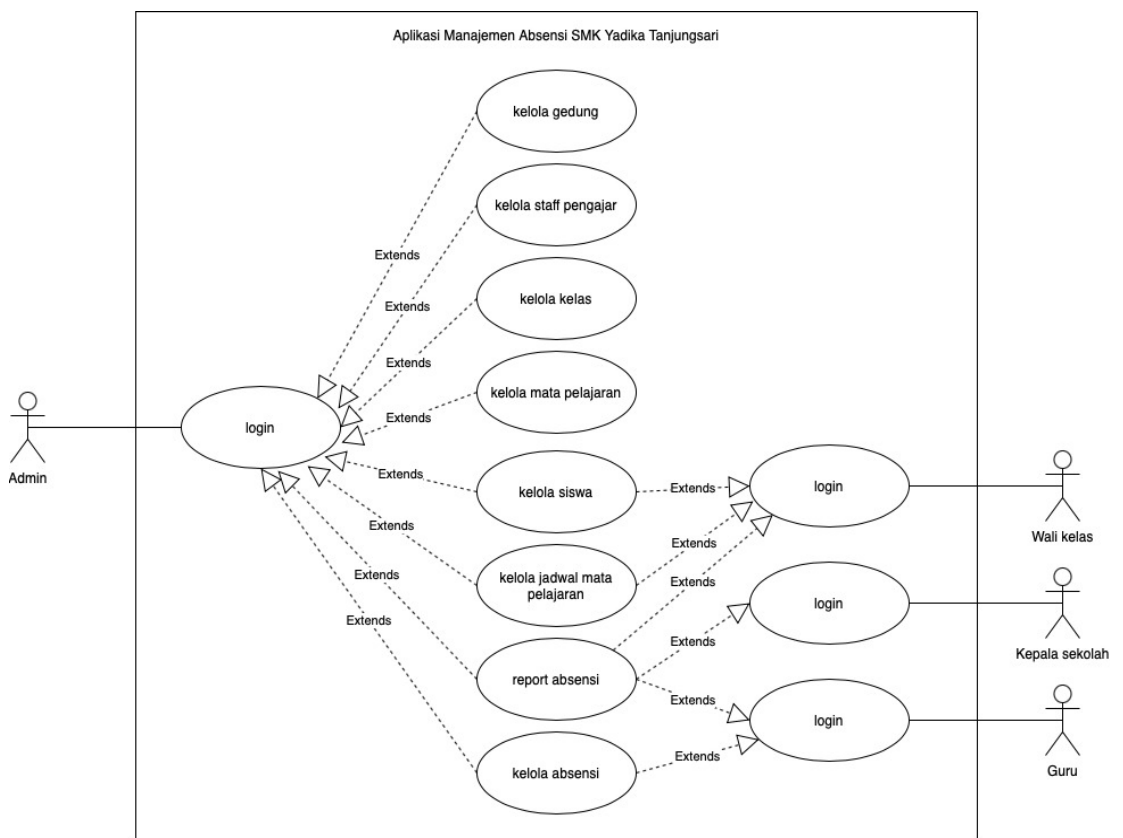 Aplikasi Manajemen Absensi SMK Yadika Tanjungsari
kelola gedung
kelola staff pengajar
Extends
kelola kelas
Extends
Extends
kelola mata pelajaran
Extends
login
Admin
Extends
kelola siswa
Extends
login
Wali kelas
Extends
kelola jadwal mata
pelajaran
Extends
Extends
Extends
login
Kepala sekolah
Extends
Extends
report absensi
Extends
login
Guru
kelola absensi
Extends